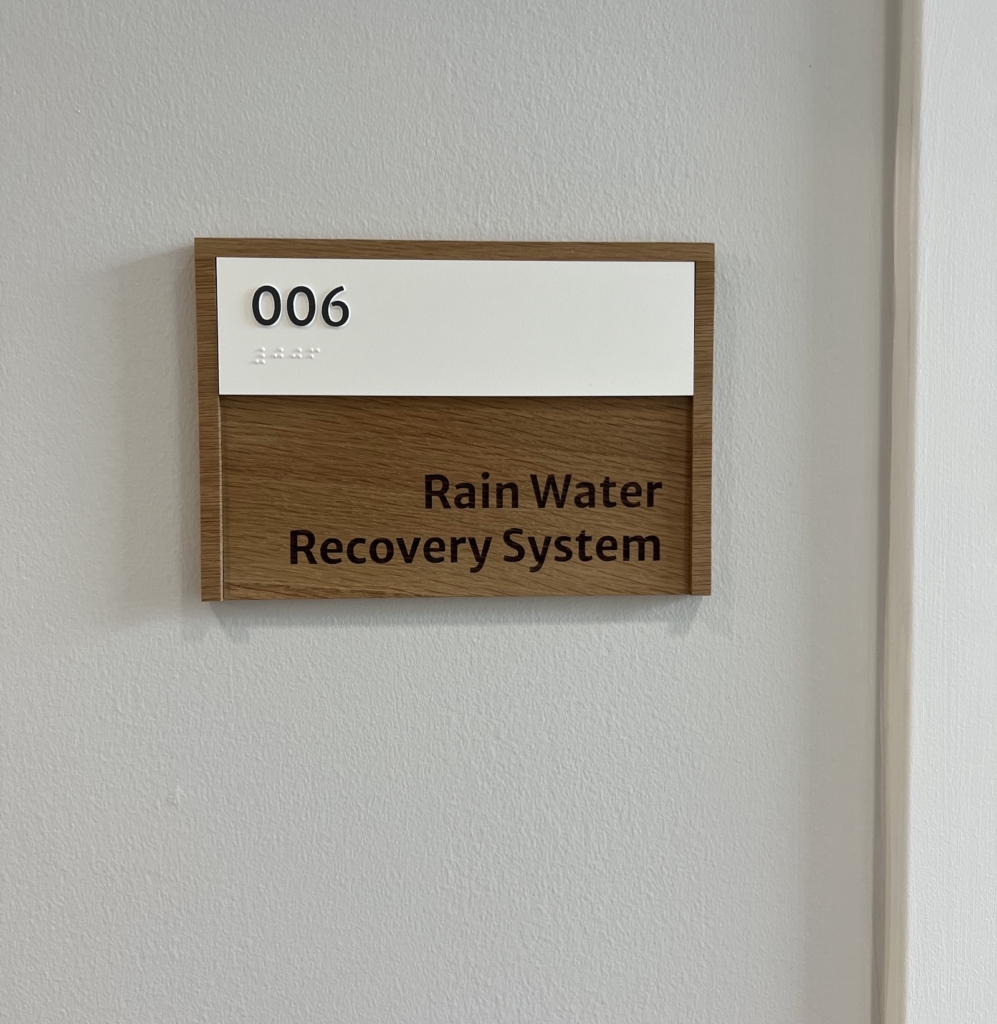 006
⠼⠚⠚⠋
Rain Water
Recovery System